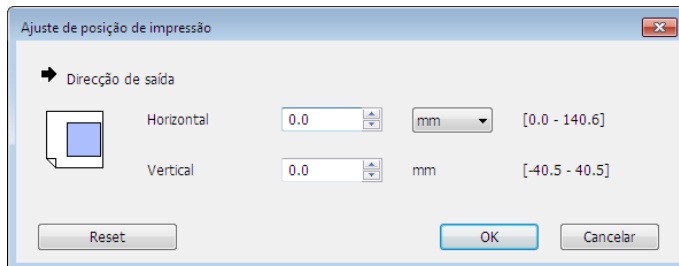 Ajuste de posição de impressão
Direcção de saída
Horizontal 0.0 mm [0.0 - 140.6]
Vertical 0.0 mm [-40.5 - 40.5]
Reset OK Cancelar